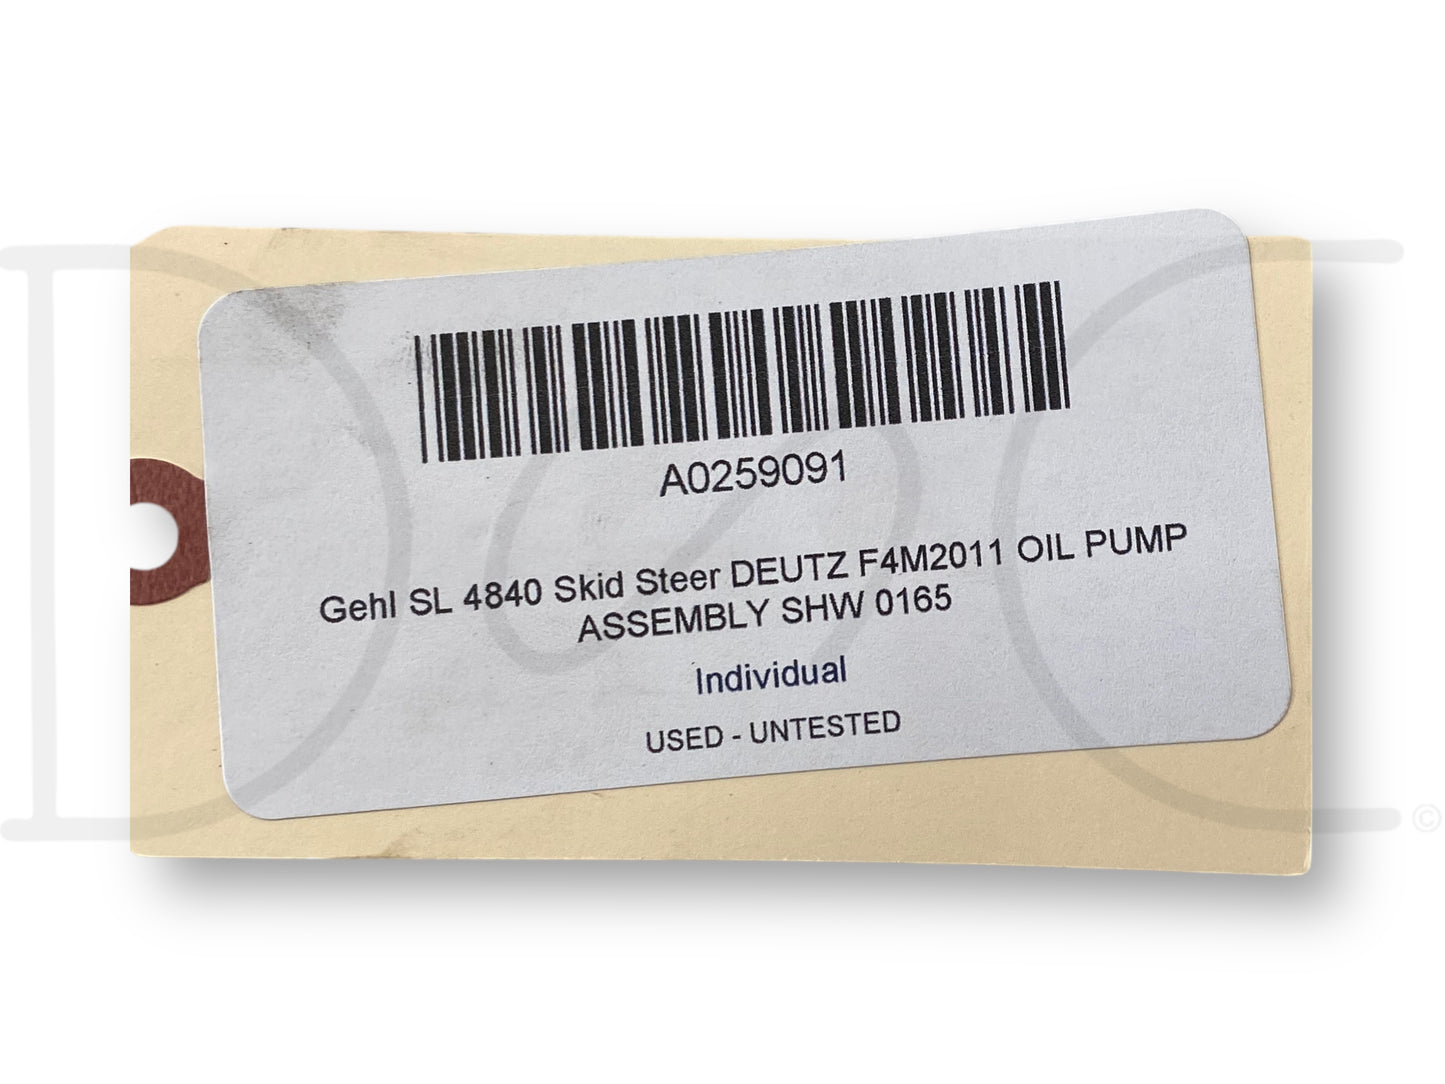 A0259091
Gehl SL 4840 Skid Steer DEUTZ F4M2011 OIL PUMP
ASSEMBLY SHW 0165
Individual
USED - UNTESTED
©